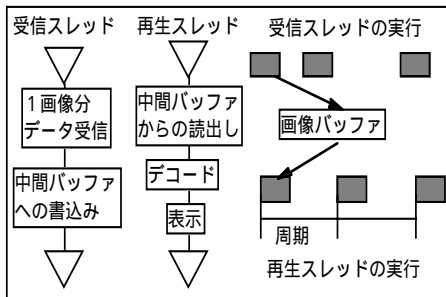 受信スレッド
1画像分
データ受信
中間バッファ
への書込み
再生スレッド
中間バッファ
からの読出し
デコード
表示
受信スレッドの実行
画像バッファ
周期
再生スレッドの実行